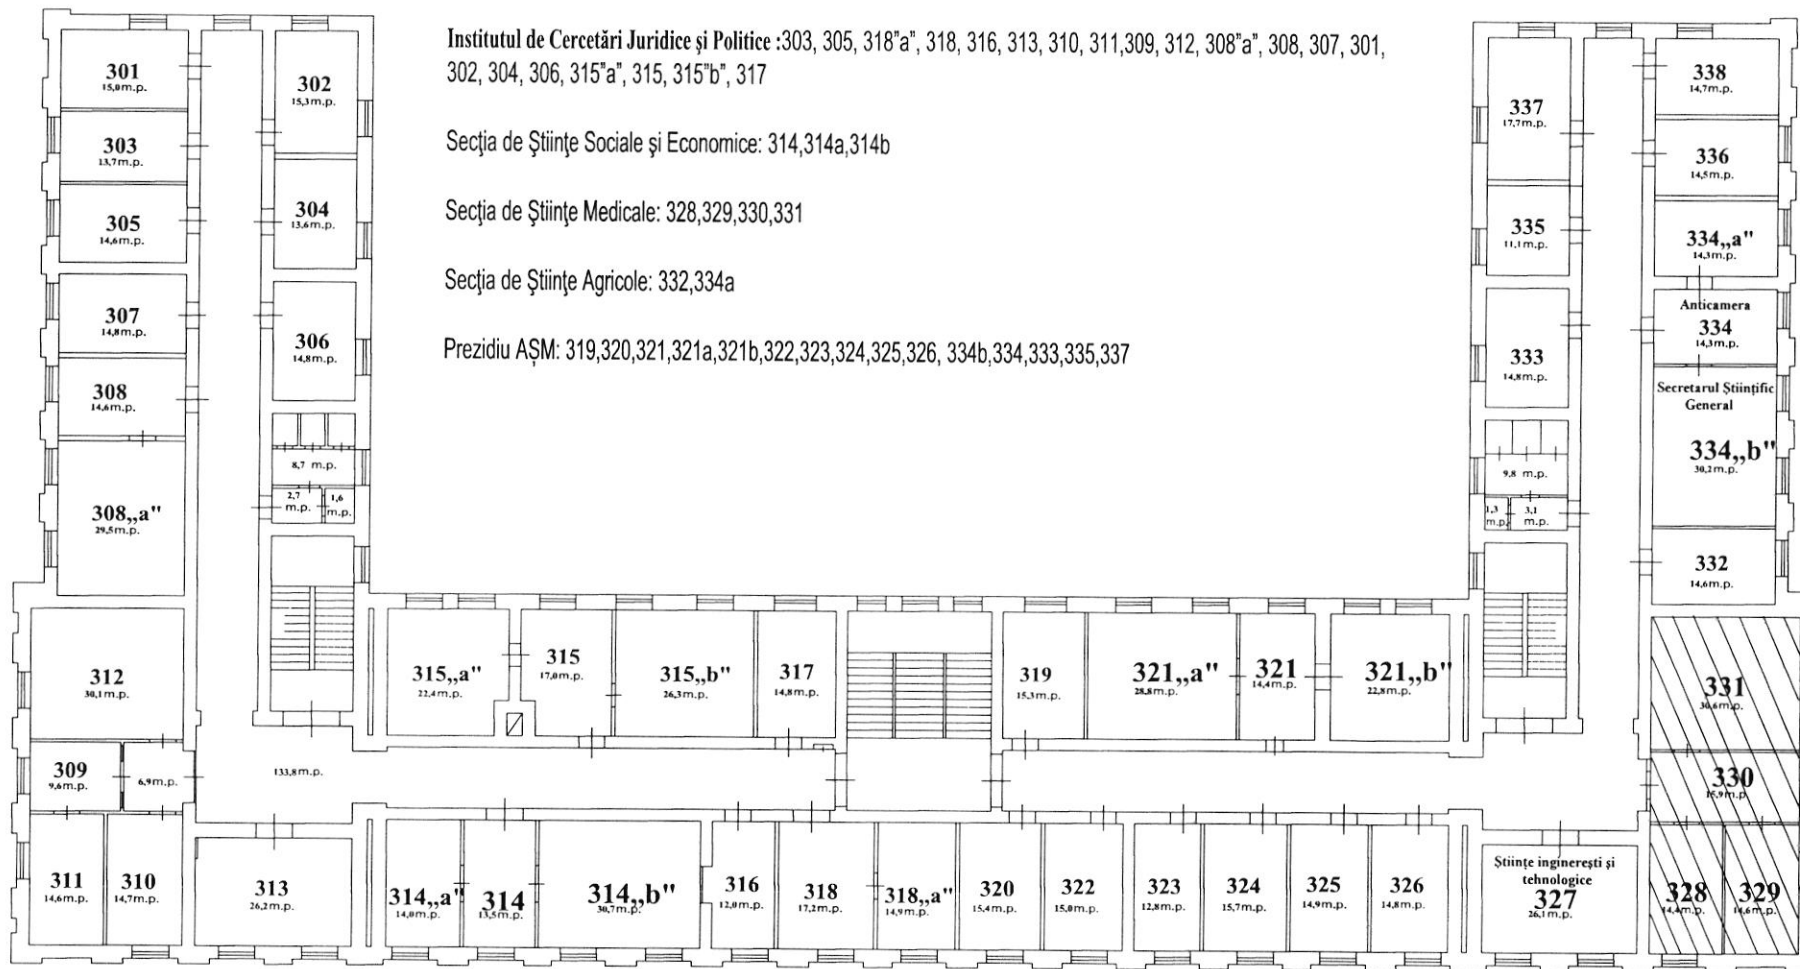 Institutul de Cercetări Juridice şi Politice :303, 305, 318"a", 318, 316, 313, 310, 311,309, 312, 308"a", 308, 307, 301,
302, 304, 306, 315"a", 315, 315"b", 317
Secţia de Ştiinţe Sociale şi Economice: 314,314a,314b
Secţia de Ştiinţe Medicale: 328,329,330,331
Secţia de Ştiinţe Agricole: 332,334a
Prezidiu AȘM: 319,320,321,321a,321b,322,323,324,325,326, 334b,334,333,335,337
301
15,0m.p.
303
13,7m.p.
305
14,6m.p.
307
14,8m.p.
308
14,6m.p.
308„a"
29,5m.p.
302
15,3m.p.
304
13,6m.p.
306
14,8m.p.
8,7 m.p.
2,7
m.p.
1,6
m.p.
312
30,1m.p.
309
9,6m.p.
6,9m.p.
311
14,6m.p.
310
14,7m.p.
133,8m.p.
313
26,2m.p.
315„a"
22,4m.p.
315
17,0m.p.
315„b"
26,3m.p.
317
14,8m.p.
314„a"
14,0m.p.
314
13,5m.p.
314„b"
30,7m.p.
316
12,0m.p.
318
17,2m.p.
318„a"
14,9m.p.
320
15,4m.p.
322
15,0m.p.
319
15,3m.p.
321„a"
28,8m.p.
321
14,4m.p.
321„b"
22,8m.p.
323
12,8m.p.
324
15,7m.p.
325
14,9m.p.
326
14,8m.p.
337
17,7m.p.
335
11,1m.p.
333
14,8m.p.
9,8 m.p.
1,3
m.p.
3,1
m.p.
338
14,7m.p.
336
14,5m.p.
334„a"
14,3m.p.
Anticamera
334
14,3m.p.
Secretarul Ştiinţific
General
334„b"
30,2m.p.
332
14,6m.p.
331
30,6m.p.
330
15,9m.p
328
14,4m.p.
329
14,6m.p.
Ştiinţe inginereşti şi
tehnologice
327
26,1m.p.